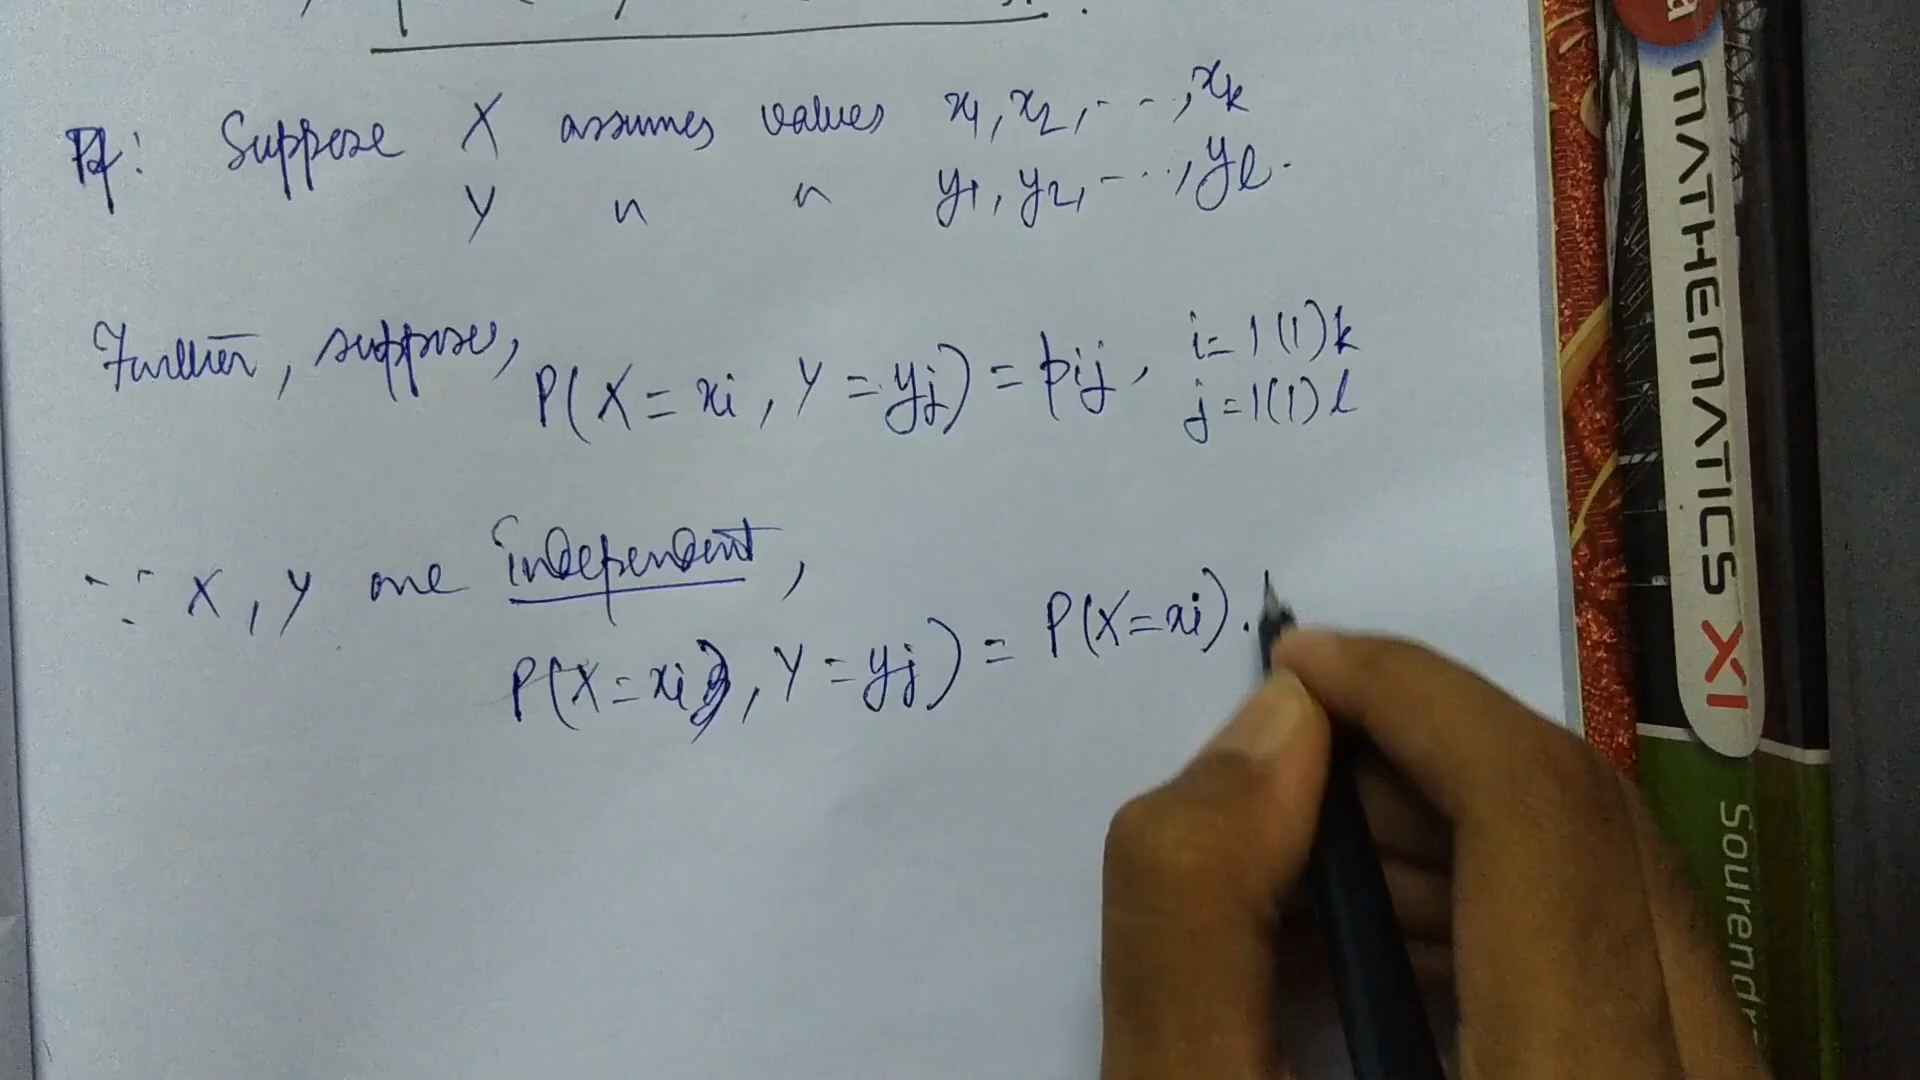 Pf: Suppose X assumes values x1, x2, ..., xk
Y " " y1, y2, ..., yl.
Further, suppose,
P(X = xi, Y = yj) = pij, i = 1(1)k
j = 1(1)l
∵ X, Y are independent,
P(X = xi, Y = yj) = P(X = xi).
MATHEMATICS XI
Sourendr